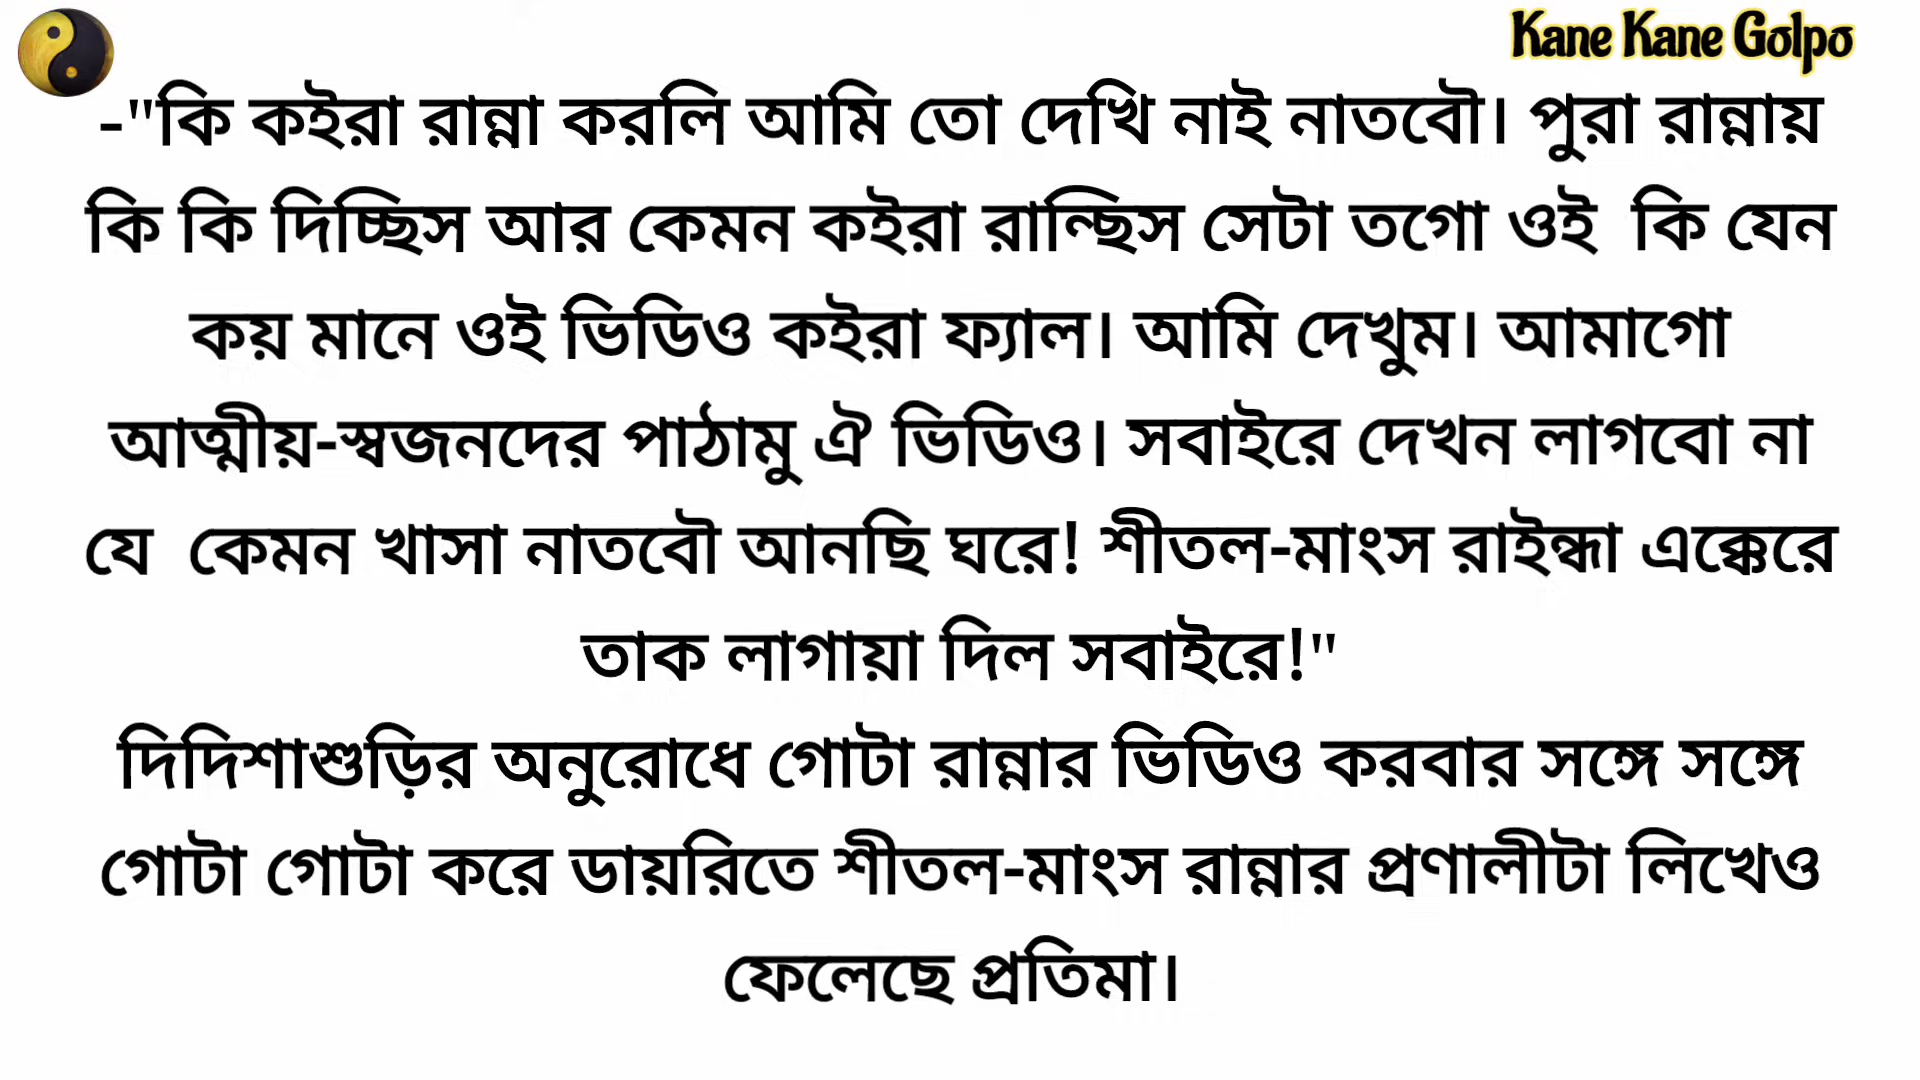 Kane Kane Golpo
-"কি কইরা রান্না করলি আমি তো দেখি নাই নাতবৌ। পুরা রান্নায়
কি কি দিচ্ছিস আর কেমন কইরা রান্ছিস সেটা তগো ওই  কি যেন
কয় মানে ওই ভিডিও কইরা ফ্যাল। আমি দেখুম। আমাগো
আত্মীয়-স্বজনদের পাঠামু ঐ ভিডিও। সবাইরে দেখন লাগবো না
যে  কেমন খাসা নাতবৌ আনছি ঘরে! শীতল-মাংস রাইন্ধা এক্কেরে
তাক লাগায়া দিল সবাইরে!"
দিদিশাশুড়ির অনুরোধে গোটা রান্নার ভিডিও করবার সঙ্গে সঙ্গে
গোটা গোটা করে ডায়রিতে শীতল-মাংস রান্নার প্রণালীটা লিখেও
ফেলেছে প্রতিমা।